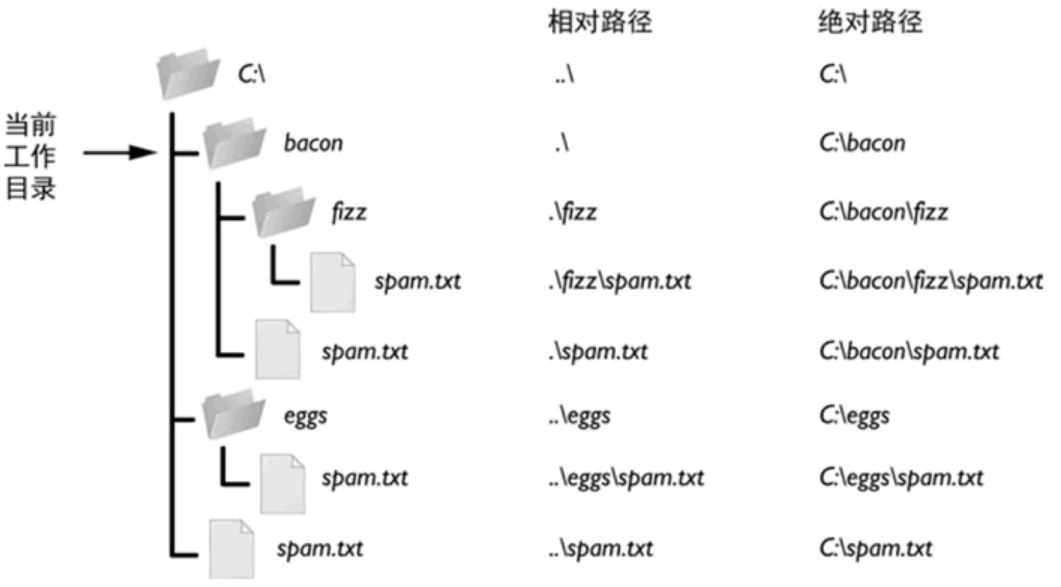 相对路径 绝对路径
C:\ ..\ C:\
当前
工作
目录
bacon .\ C:\bacon
fizz .\fizz C:\bacon\fizz
spam.txt .\fizz\spam.txt C:\bacon\fizz\spam.txt
spam.txt .\spam.txt C:\bacon\spam.txt
eggs ..\eggs C:\eggs
spam.txt ..\eggs\spam.txt C:\eggs\spam.txt
spam.txt ..\spam.txt C:\spam.txt